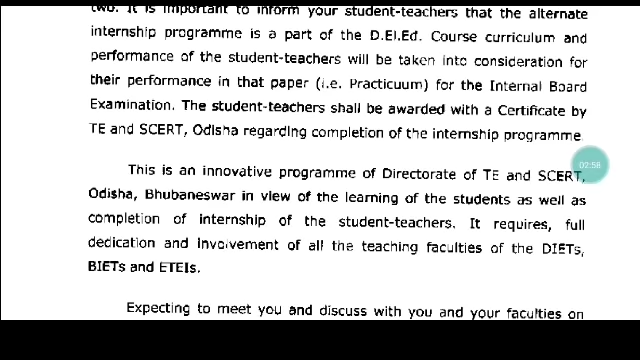 two. It is important to inform your student-teachers that the alternate
internship programme is a part of the D.El.Ed. Course curriculum and
performance of the student-teachers will be taken into consideration for
their performance in that paper (i.e. Practicuum) for the Internal Board
Examination. The student-teachers shall be awarded with a Certificate by
TE and SCERT, Odisha regarding completion of the internship programme
02:58
This is an innovative programme of Directorate of TE and SCERT,
Odisha, Bhubaneswar in view of the learning of the students as well as
completion of internship of the student-teachers. It requires, full
dedication and involvement of all the teaching faculties of the DIETs,
BIETs and ETEIs.
Expecting to meet you and discuss with you and your faculties on